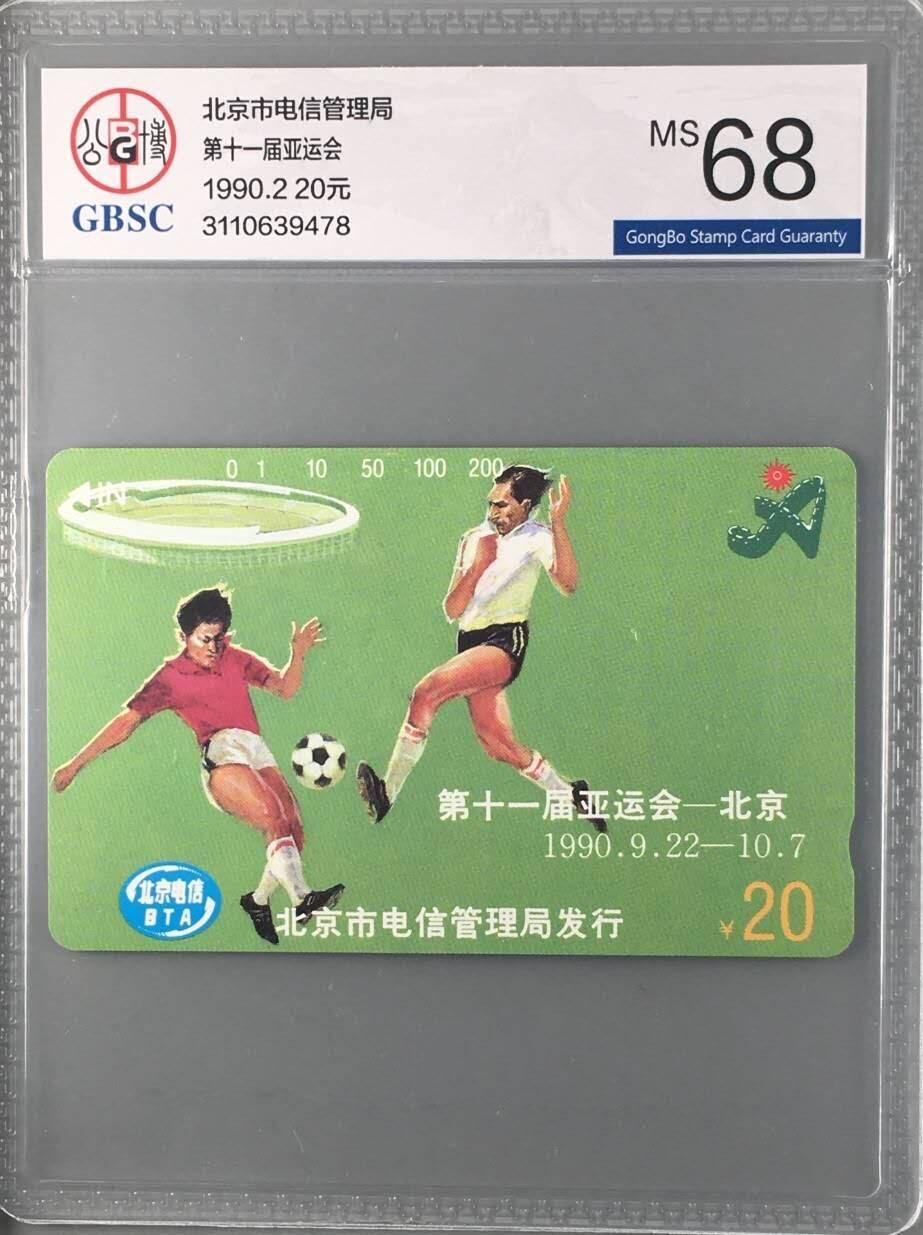 公博
BG
GBSC
北京市电信管理局
第十一届亚运会
1990.2 20元
3110639478
MS 68
GongBo Stamp Card Guaranty
0 1 10 50 100 200
IN
第十一届亚运会—北京
1990.9.22—10.7
北京电信
BTA
北京市电信管理局发行
¥20